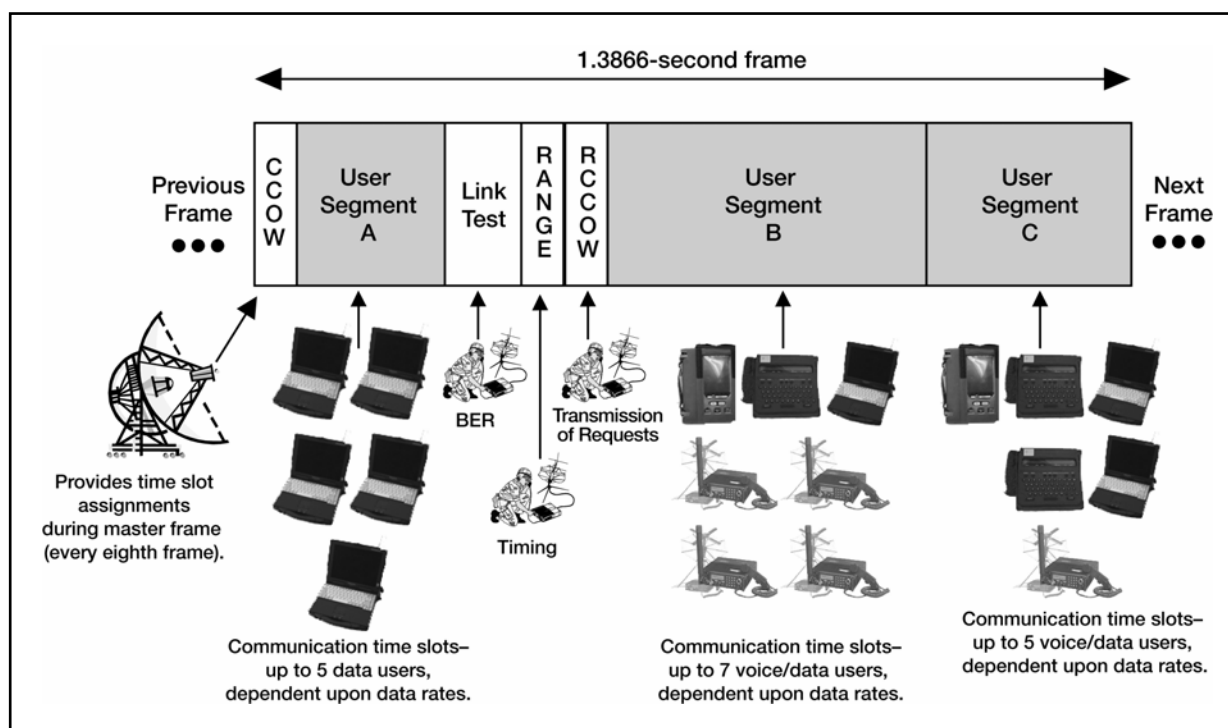 1.3866-second frame
Previous
Frame
CCOW
User
Segment
A
Link
Test
RANGE
RCCOW
User
Segment
B
User
Segment
C
Next
Frame
Provides time slot
assignments
during master frame
(every eighth frame).
BER
Timing
Transmission
of Requests
Communication time slots–
up to 5 data users,
dependent upon data rates.
Communication time slots–
up to 7 voice/data users,
dependent upon data rates.
Communication time slots–
up to 5 voice/data users,
dependent upon data rates.